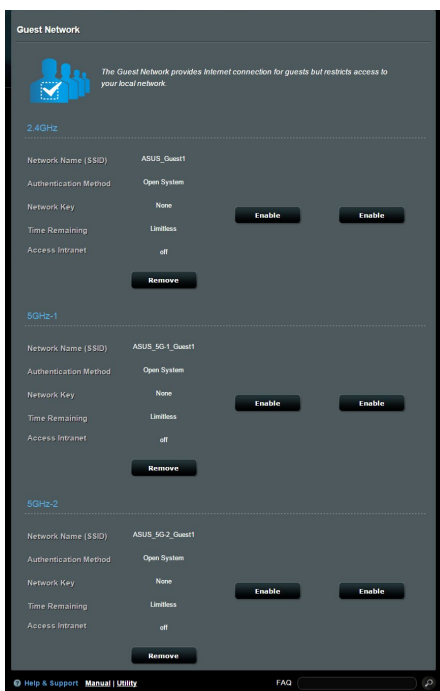 Guest Network
The Guest Network provides Internet connection for guests but restricts access to
your local network.
2.4GHz
Network Name (SSID) ASUS_Guest1
Authentication Method Open System
Network Key None
Enable Enable
Time Remaining Limitless
Access Intranet off
Remove
5GHz-1
Network Name (SSID) ASUS_5G-1_Guest1
Authentication Method Open System
Network Key None
Enable Enable
Time Remaining Limitless
Access Intranet off
Remove
5GHz-2
Network Name (SSID) ASUS_5G-2_Guest1
Authentication Method Open System
Network Key None
Enable Enable
Time Remaining Limitless
Access Intranet off
Remove
Help & Support Manual | Utility FAQ